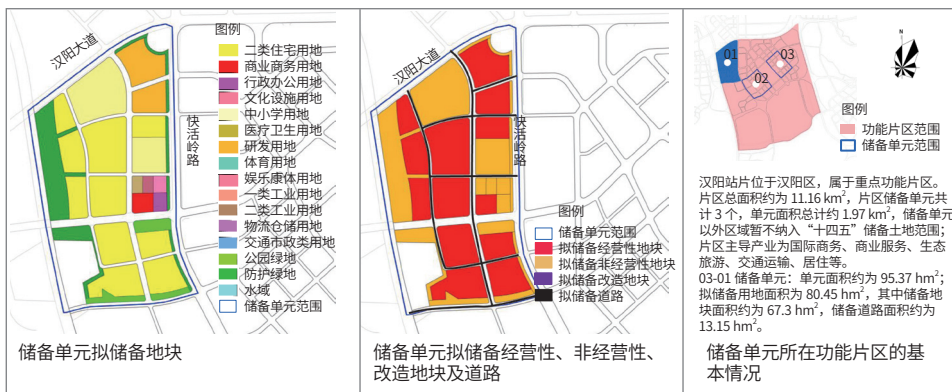 图例
汉阳大道
快活岭路
二类住宅用地
商业商务用地
行政办公用地
文化设施用地
中小学用地
医疗卫生用地
研发用地
体育用地
娱乐康体用地
一类工业用地
二类工业用地
物流仓储用地
交通市政类用地
公园绿地
防护绿地
水域
储备单元范围
储备单元拟储备地块
汉阳大道
快活岭路
图例
储备单元范围
拟储备经营性地块
拟储备非经营性地块
拟储备改造地块
拟储备道路
储备单元拟储备经营性、非经营性、
改造地块及道路
01
03
02
N
图例
功能片区范围
储备单元范围
汉阳站片位于汉阳区，属于重点功能片区。
片区总面积约为 11.16 km²，片区储备单元共
计 3 个，单元面积总计约 1.97 km²，储备单元
以外区域暂不纳入“十四五”储备土地范围；
片区主导产业为国际商务、商业服务、生态
旅游、交通运输、居住等。
03-01 储备单元：单元面积约为 95.37 hm²；
拟储备用地面积为 80.45 hm²，其中储备地
块面积约为 67.3 hm²，储备道路面积约为
13.15 hm²。
储备单元所在功能片区的基
本情况